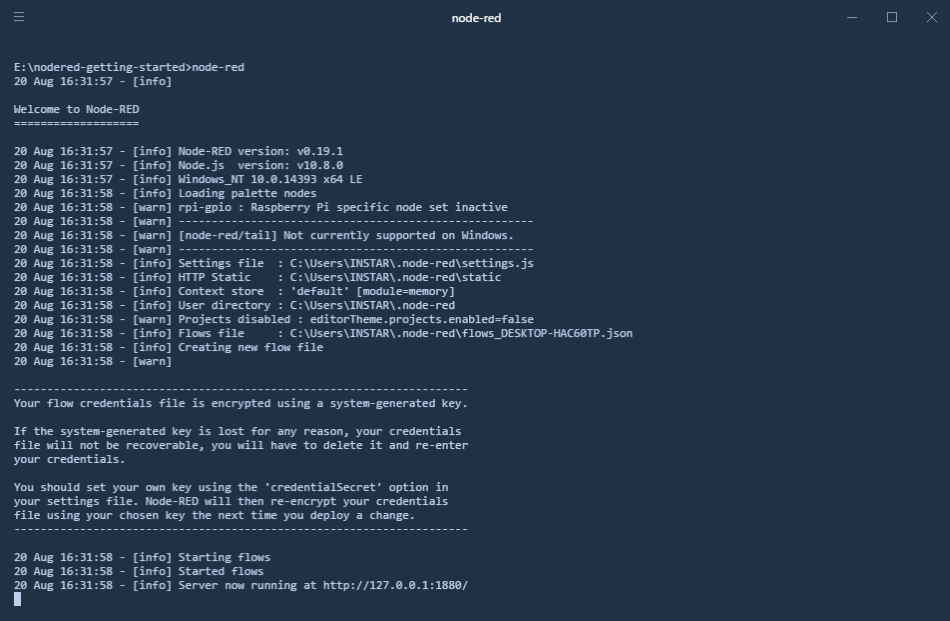 node-red
E:\nodered-getting-started>node-red
20 Aug 16:31:57 - [info]
Welcome to Node-RED
===================
20 Aug 16:31:57 - [info] Node-RED version: v0.19.1
20 Aug 16:31:57 - [info] Node.js  version: v10.8.0
20 Aug 16:31:57 - [info] Windows_NT 10.0.14393 x64 LE
20 Aug 16:31:58 - [info] Loading palette nodes
20 Aug 16:31:58 - [warn] rpi-gpio : Raspberry Pi specific node set inactive
20 Aug 16:31:58 - [warn] ------------------------------------------------------
20 Aug 16:31:58 - [warn] [node-red/tail] Not currently supported on Windows.
20 Aug 16:31:58 - [warn] ------------------------------------------------------
20 Aug 16:31:58 - [info] Settings file  : C:\Users\INSTAR\.node-red\settings.js
20 Aug 16:31:58 - [info] HTTP Static    : C:\Users\INSTAR\.node-red\static
20 Aug 16:31:58 - [info] Context store  : 'default' [module=memory]
20 Aug 16:31:58 - [info] User directory : C:\Users\INSTAR\.node-red
20 Aug 16:31:58 - [warn] Projects disabled : editorTheme.projects.enabled=false
20 Aug 16:31:58 - [info] Flows file     : C:\Users\INSTAR\.node-red\flows_DESKTOP-HAC60TP.json
20 Aug 16:31:58 - [info] Creating new flow file
20 Aug 16:31:58 - [warn]
---------------------------------------------------------------------
Your flow credentials file is encrypted using a system-generated key.
If the system-generated key is lost for any reason, your credentials
file will not be recoverable, you will have to delete it and re-enter
your credentials.
You should set your own key using the 'credentialSecret' option in
your settings file. Node-RED will then re-encrypt your credentials
file using your chosen key the next time you deploy a change.
---------------------------------------------------------------------
20 Aug 16:31:58 - [info] Starting flows
20 Aug 16:31:58 - [info] Started flows
20 Aug 16:31:58 - [info] Server now running at http://127.0.0.1:1880/